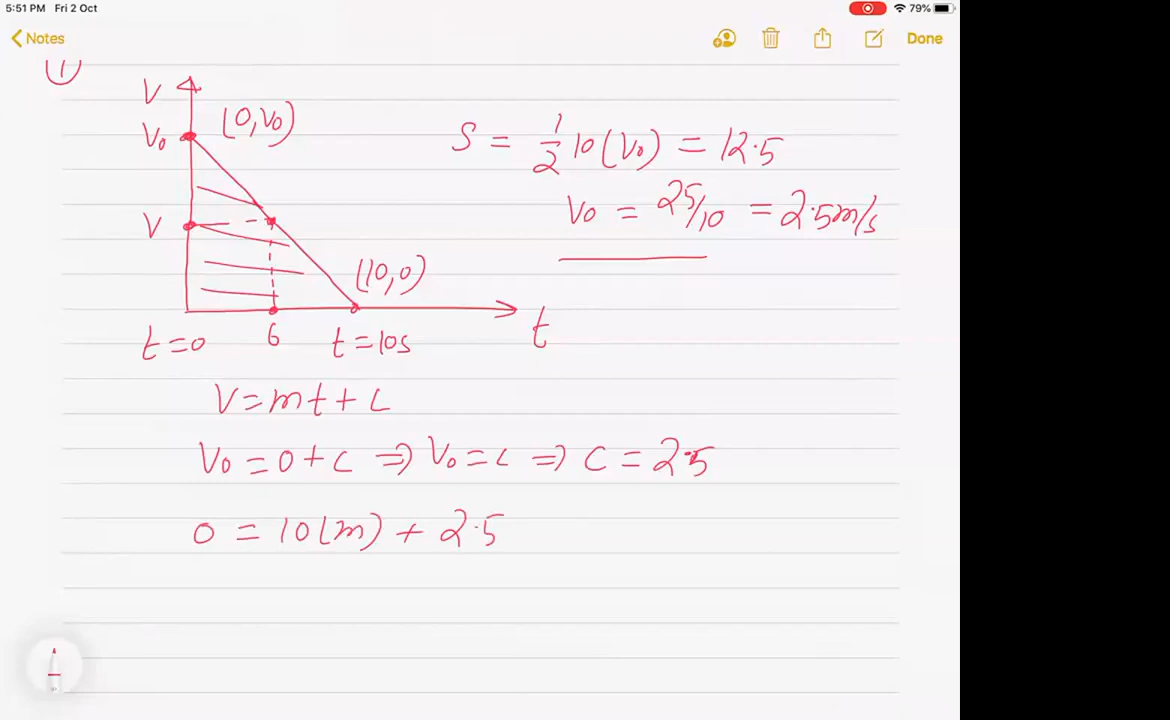 5:51 PM Fri 2 Oct
79%
Notes
Done
1
V
V0
(0, V0)
V
(10,0)
t=0
6
t=10s
t
S = 1/2 10(V0) = 12.5
V0 = 25/10 = 2.5m/s
V=mt+c
V0 = 0+c ⇒ V0=c ⇒ c = 2.5
0 = 10(m) + 2.5